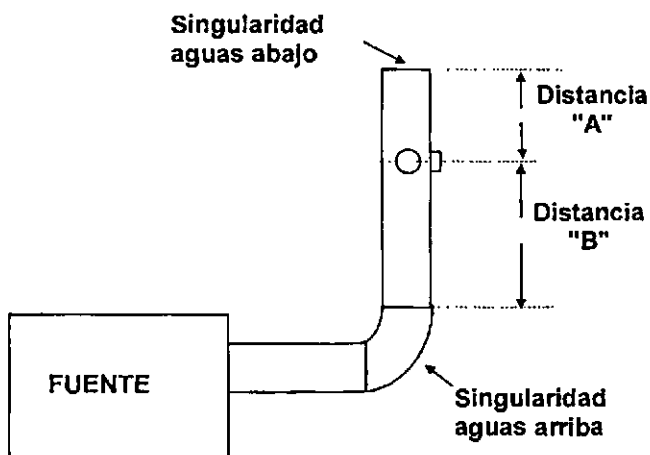 Singularidad
aguas abajo
Distancia
"A"
Distancia
"B"
FUENTE
Singularidad
aguas arriba